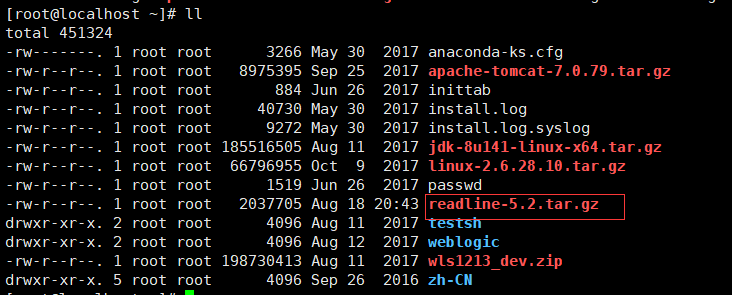 [root@localhost ~]# ll
total 451324
-rw-------. 1 root root      3266 May 30  2017 anaconda-ks.cfg
-rw-r--r--. 1 root root   8975395 Sep 25  2017 apache-tomcat-7.0.79.tar.gz
-rw-r--r--. 1 root root       884 Jun 26  2017 inittab
-rw-r--r--. 1 root root     40730 May 30  2017 install.log
-rw-r--r--. 1 root root      9272 May 30  2017 install.log.syslog
-rw-r--r--. 1 root root 185516505 Aug 11  2017 jdk-8u141-linux-x64.tar.gz
-rw-r--r--. 1 root root  66796955 Oct  9  2017 linux-2.6.28.10.tar.gz
-rw-r--r--. 1 root root      1519 Jun 26  2017 passwd
-rw-r--r--. 1 root root   2037705 Aug 18 20:43 readline-5.2.tar.gz
drwxr-xr-x. 2 root root      4096 Aug 11  2017 testsh
drwxr-xr-x. 2 root root      4096 Aug 12  2017 weblogic
-rw-r--r--. 1 root root 198730413 Aug 11  2017 wls1213_dev.zip
drwxr-xr-x. 5 root root      4096 Sep 26  2016 zh-CN